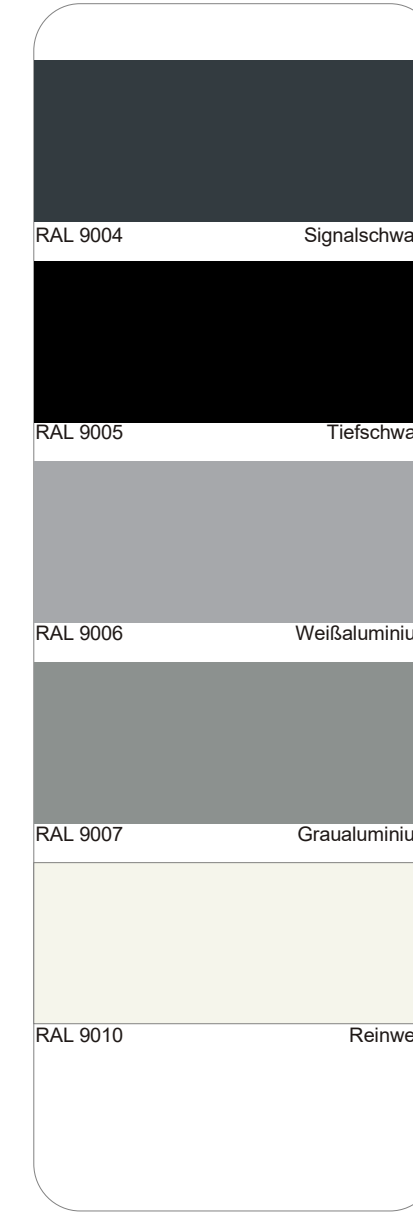 RAL 9004 Signalschwa
RAL 9005 Tiefschwa
RAL 9006 Weißaluminiu
RAL 9007 Graualuminiu
RAL 9010 Reinwe